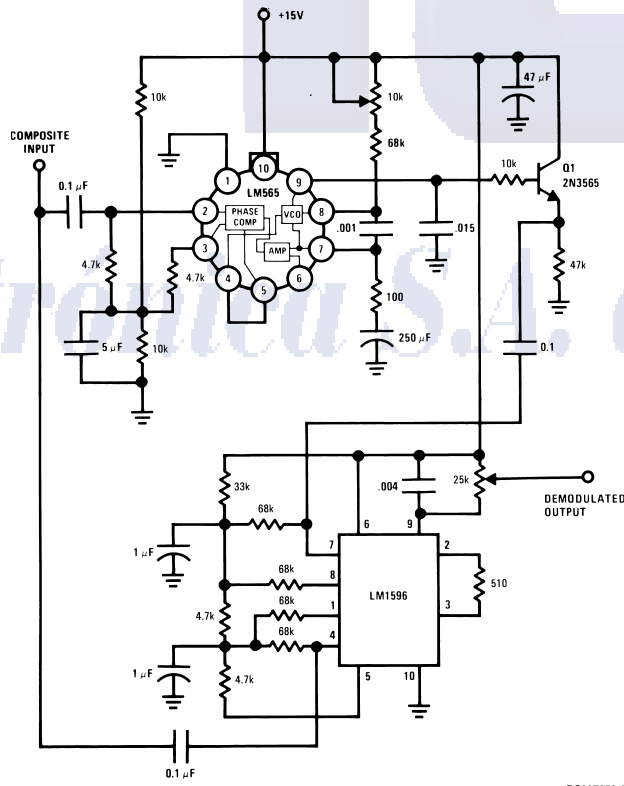 +15V
47 µF
10k
10k
COMPOSITE
INPUT
68k
10k
Q1
2N3565
0.1 µF
1
10
9
LM565
2
PHASE
COMP
VCO
8
.001
.015
3
AMP
7
4.7k
4.7k
4
5
6
100
47k
5 µF
10k
250 µF
0.1
trónica S.A.
33k
.004
25k
DEMODULATED
OUTPUT
68k
6
9
1 µF
7
2
68k
8
LM1596
510
68k
1
4.7k
3
68k
4
1 µF
4.7k
5
10
0.1 µF